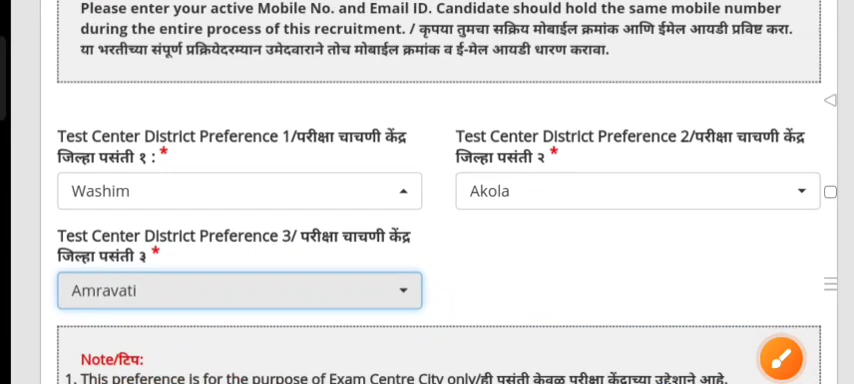 Please enter your active Mobile No. and Email ID. Candidate should hold the same mobile number
during the entire process of this recruitment. / कृपया तुमचा सक्रिय मोबाईल क्रमांक आणि ईमेल आयडी प्रविष्ट करा.
या भरतीच्या संपूर्ण प्रक्रियेदरम्यान उमेदवाराने तोच मोबाईल क्रमांक व ई-मेल आयडी धारण करावा.
Test Center District Preference 1/परीक्षा चाचणी केंद्र
जिल्हा पसंती १ : *
Washim
Test Center District Preference 2/परीक्षा चाचणी केंद्र
जिल्हा पसंती २ *
Akola
Test Center District Preference 3/ परीक्षा चाचणी केंद्र
जिल्हा पसंती ३ *
Amravati
Note/टिप:
1. This preference is for the purpose of Exam Centre City only/ही पसंती केवळ परीक्षा केंद्राच्या उद्देशाने आहे.